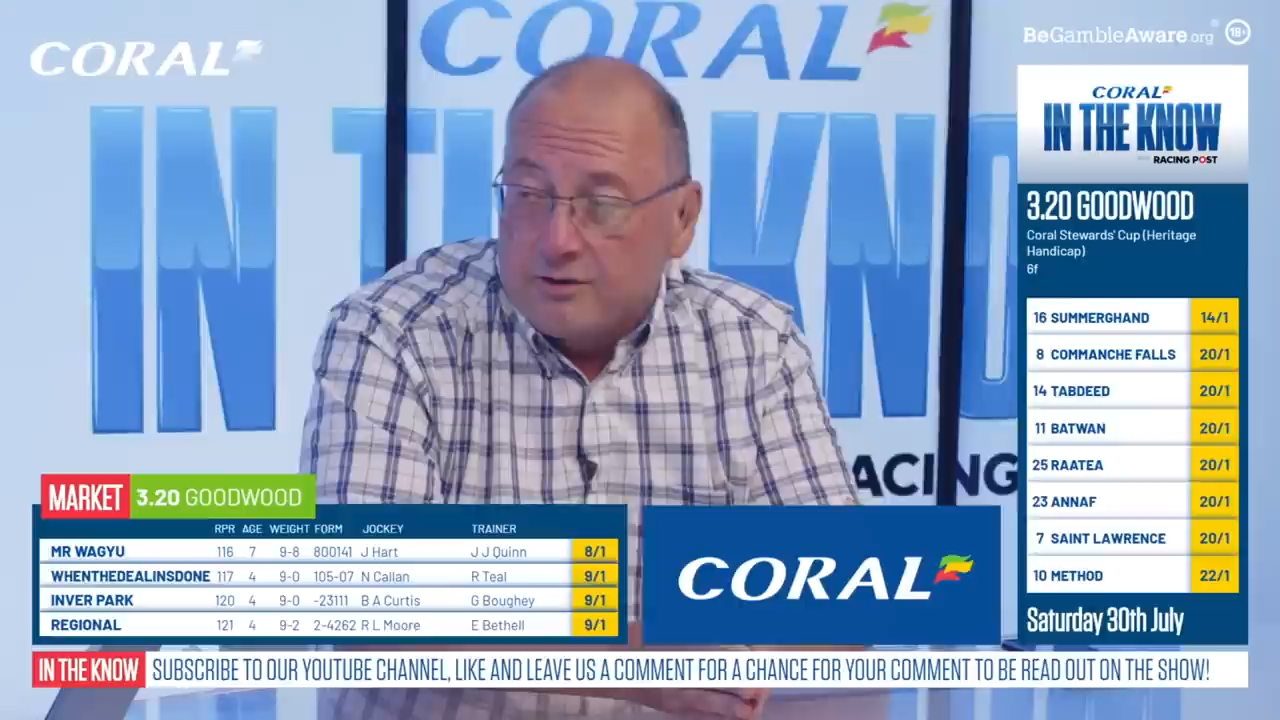 CORAL
CORAL
BeGambleAware.org 18+
IN THE KNOW
ACING
CORAL
IN THE KNOW
RACING POST
3.20 GOODWOOD
Coral Stewards' Cup (Heritage
Handicap)
6f
16 SUMMERGHAND 14/1
8 COMMANCHE FALLS 20/1
14 TABDEED 20/1
11 BATWAN 20/1
25 RAATEA 20/1
23 ANNAF 20/1
7 SAINT LAWRENCE 20/1
10 METHOD 22/1
Saturday 30th July
MARKET 3.20 GOODWOOD
RPR AGE WEIGHT FORM JOCKEY TRAINER
MR WAGYU 116 7 9-8 800141 J Hart J J Quinn 8/1
WHENTHEDEALINSDONE 117 4 9-0 105-07 N Callan R Teal 9/1
INVER PARK 120 4 9-0 -23111 B A Curtis G Boughey 9/1
REGIONAL 121 4 9-2 2-4262 R L Moore E Bethell 9/1
CORAL
IN THE KNOW SUBSCRIBE TO OUR YOUTUBE CHANNEL, LIKE AND LEAVE US A COMMENT FOR A CHANCE FOR YOUR COMMENT TO BE READ OUT ON THE SHOW!